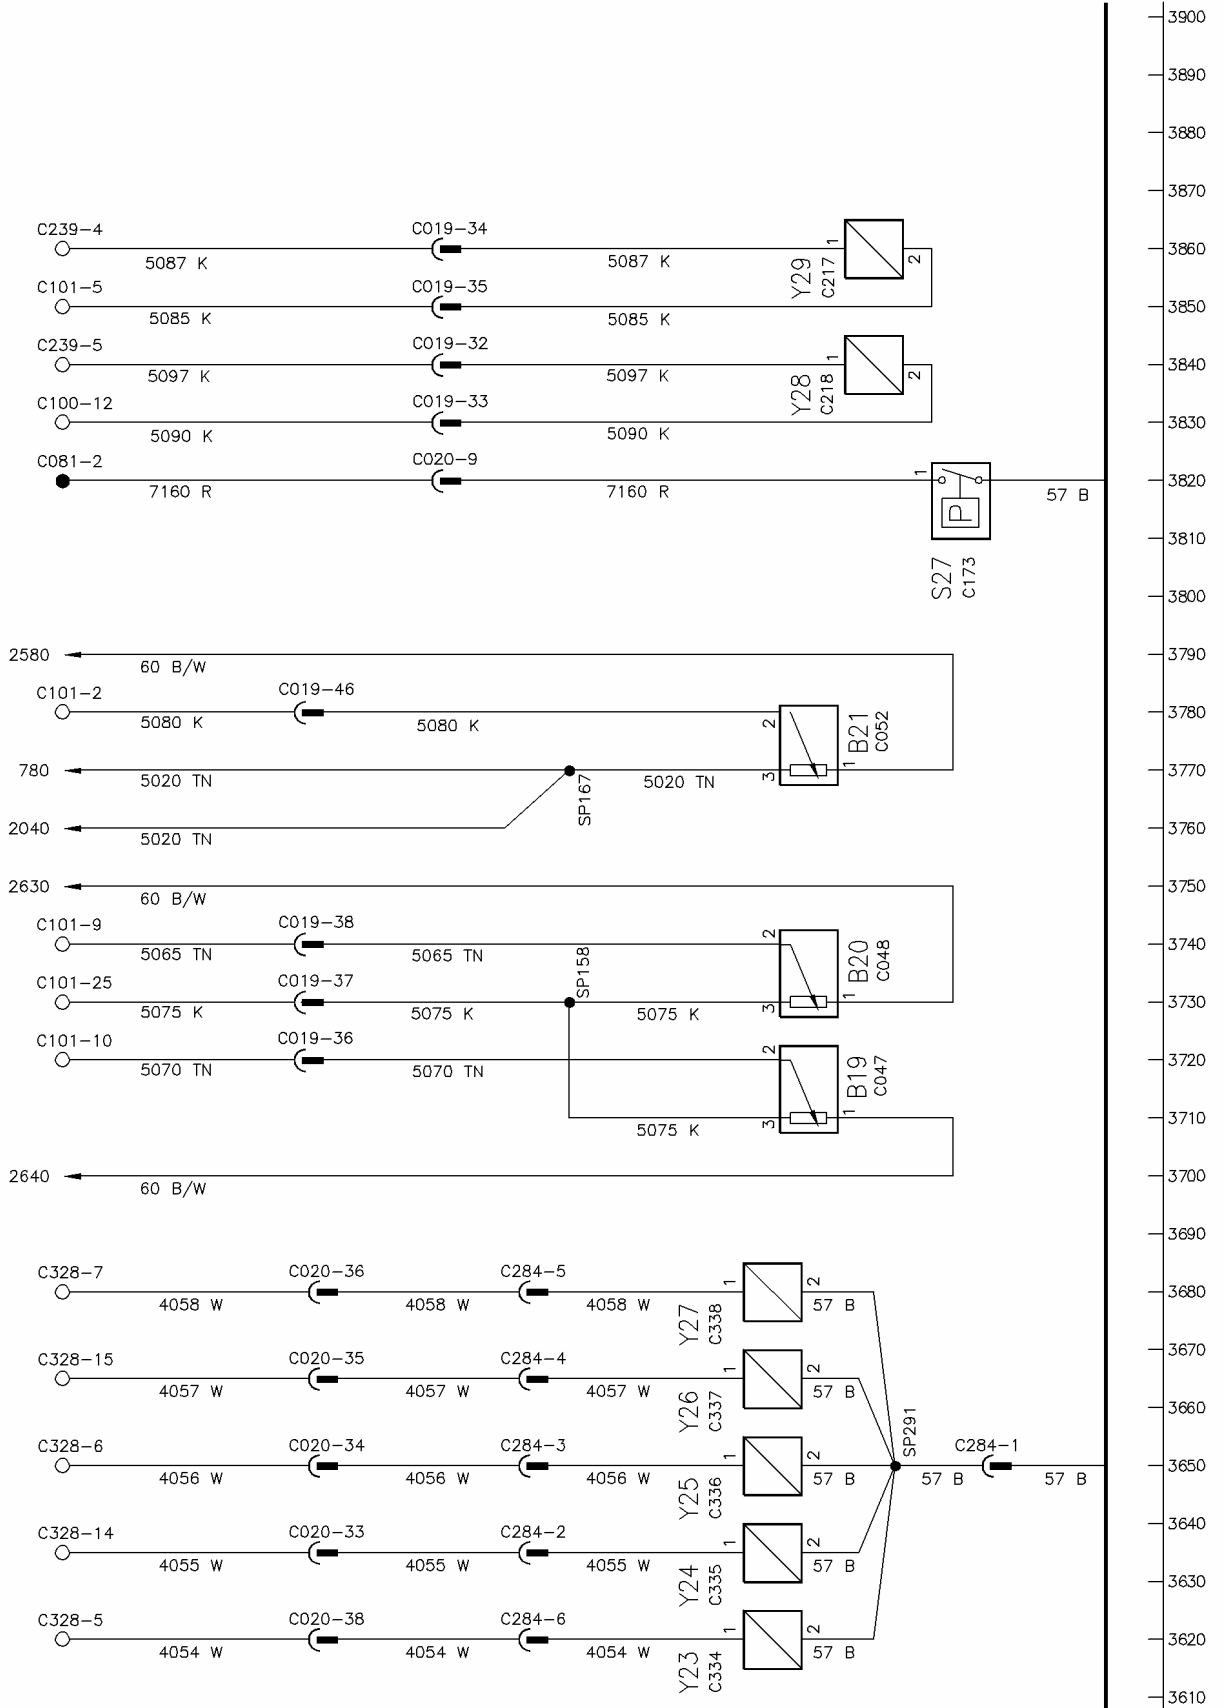 3900
3890
3880
3870
C239-4 C019-34
5087 K 5087 K Y29 C217 1 2 3860
C101-5 C019-35
5085 K 5085 K 3850
C239-5 C019-32
5097 K 5097 K Y28 C218 1 2 3840
C100-12 C019-33
5090 K 5090 K 3830
C081-2 C020-9
7160 R 7160 R 1 P 57 B 3820
3810
S27 C173
3800
2580 60 B/W 3790
C101-2 C019-46
5080 K 5080 K 2 B21 C052 3780
780 5020 TN SP167 5020 TN 3 1 3770
2040 5020 TN 3760
2630 60 B/W 3750
C101-9 C019-38
5065 TN 5065 TN 2 B20 C048 3740
C101-25 C019-37 SP158
5075 K 5075 K 5075 K 3 1 3730
C101-10 C019-36
5070 TN 5070 TN 2 B19 C047 3720
5075 K 3 1 3710
2640 60 B/W 3700
3690
C328-7 C020-36 C284-5
4058 W 4058 W 4058 W Y27 C338 1 2 57 B 3680
3670
C328-15 C020-35 C284-4
4057 W 4057 W 4057 W Y26 C337 1 2 57 B
3660
C328-6 C020-34 C284-3 SP291 C284-1
4056 W 4056 W 4056 W Y25 C336 1 2 57 B 57 B 57 B 3650
3640
C328-14 C020-33 C284-2
4055 W 4055 W 4055 W Y24 C335 1 2 57 B
3630
C328-5 C020-38 C284-6
4054 W 4054 W 4054 W Y23 C334 1 2 57 B 3620
3610